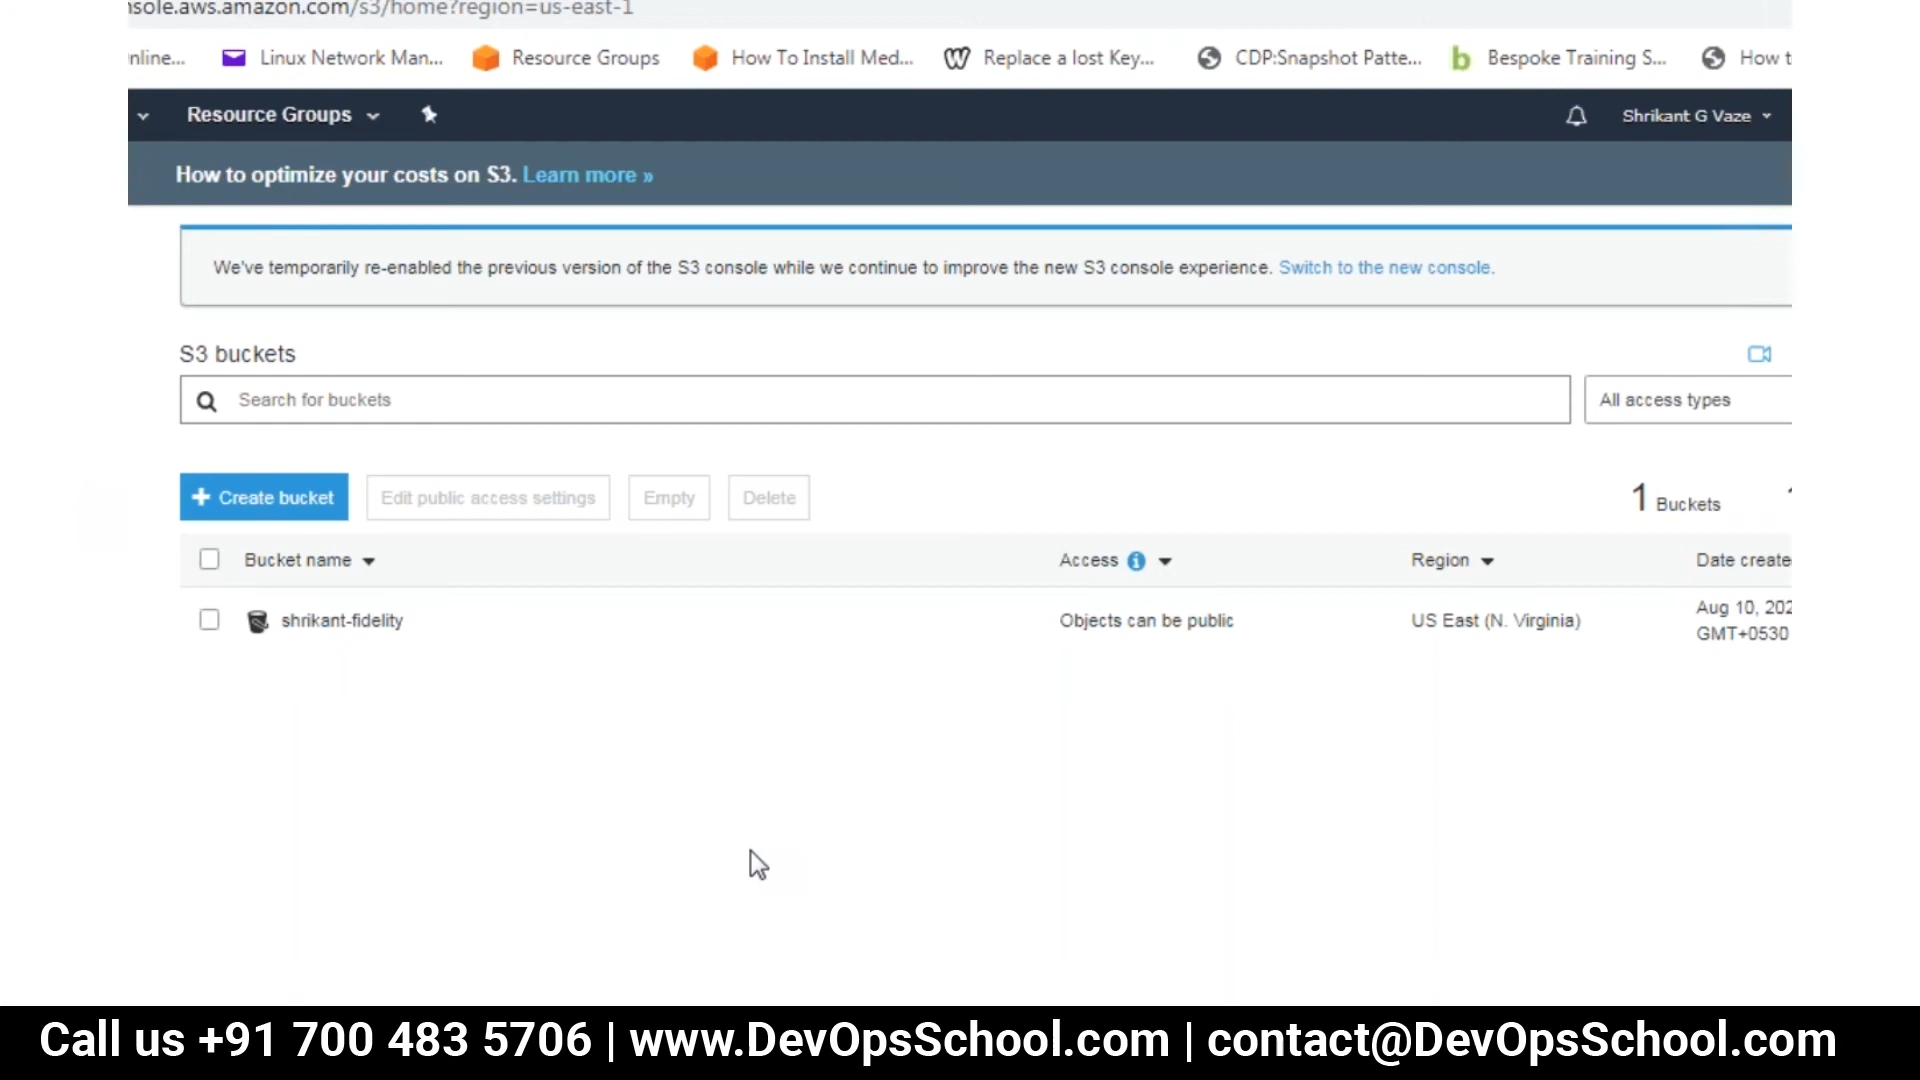 nsole.aws.amazon.com/s3/home?region=us-east-1
nline... Linux Network Man... Resource Groups How To Install Med... Replace a lost Key... CDP:Snapshot Patte... Bespoke Training S... How t
Resource Groups Shrikant G Vaze
How to optimize your costs on S3. Learn more »
We've temporarily re-enabled the previous version of the S3 console while we continue to improve the new S3 console experience. Switch to the new console.
S3 buckets
Search for buckets All access types
+ Create bucket Edit public access settings Empty Delete 1 Buckets
Bucket name Access Region Date create
shrikant-fidelity Objects can be public US East (N. Virginia) Aug 10, 202
GMT+0530
Call us +91 700 483 5706 | www.DevOpsSchool.com | contact@DevOpsSchool.com